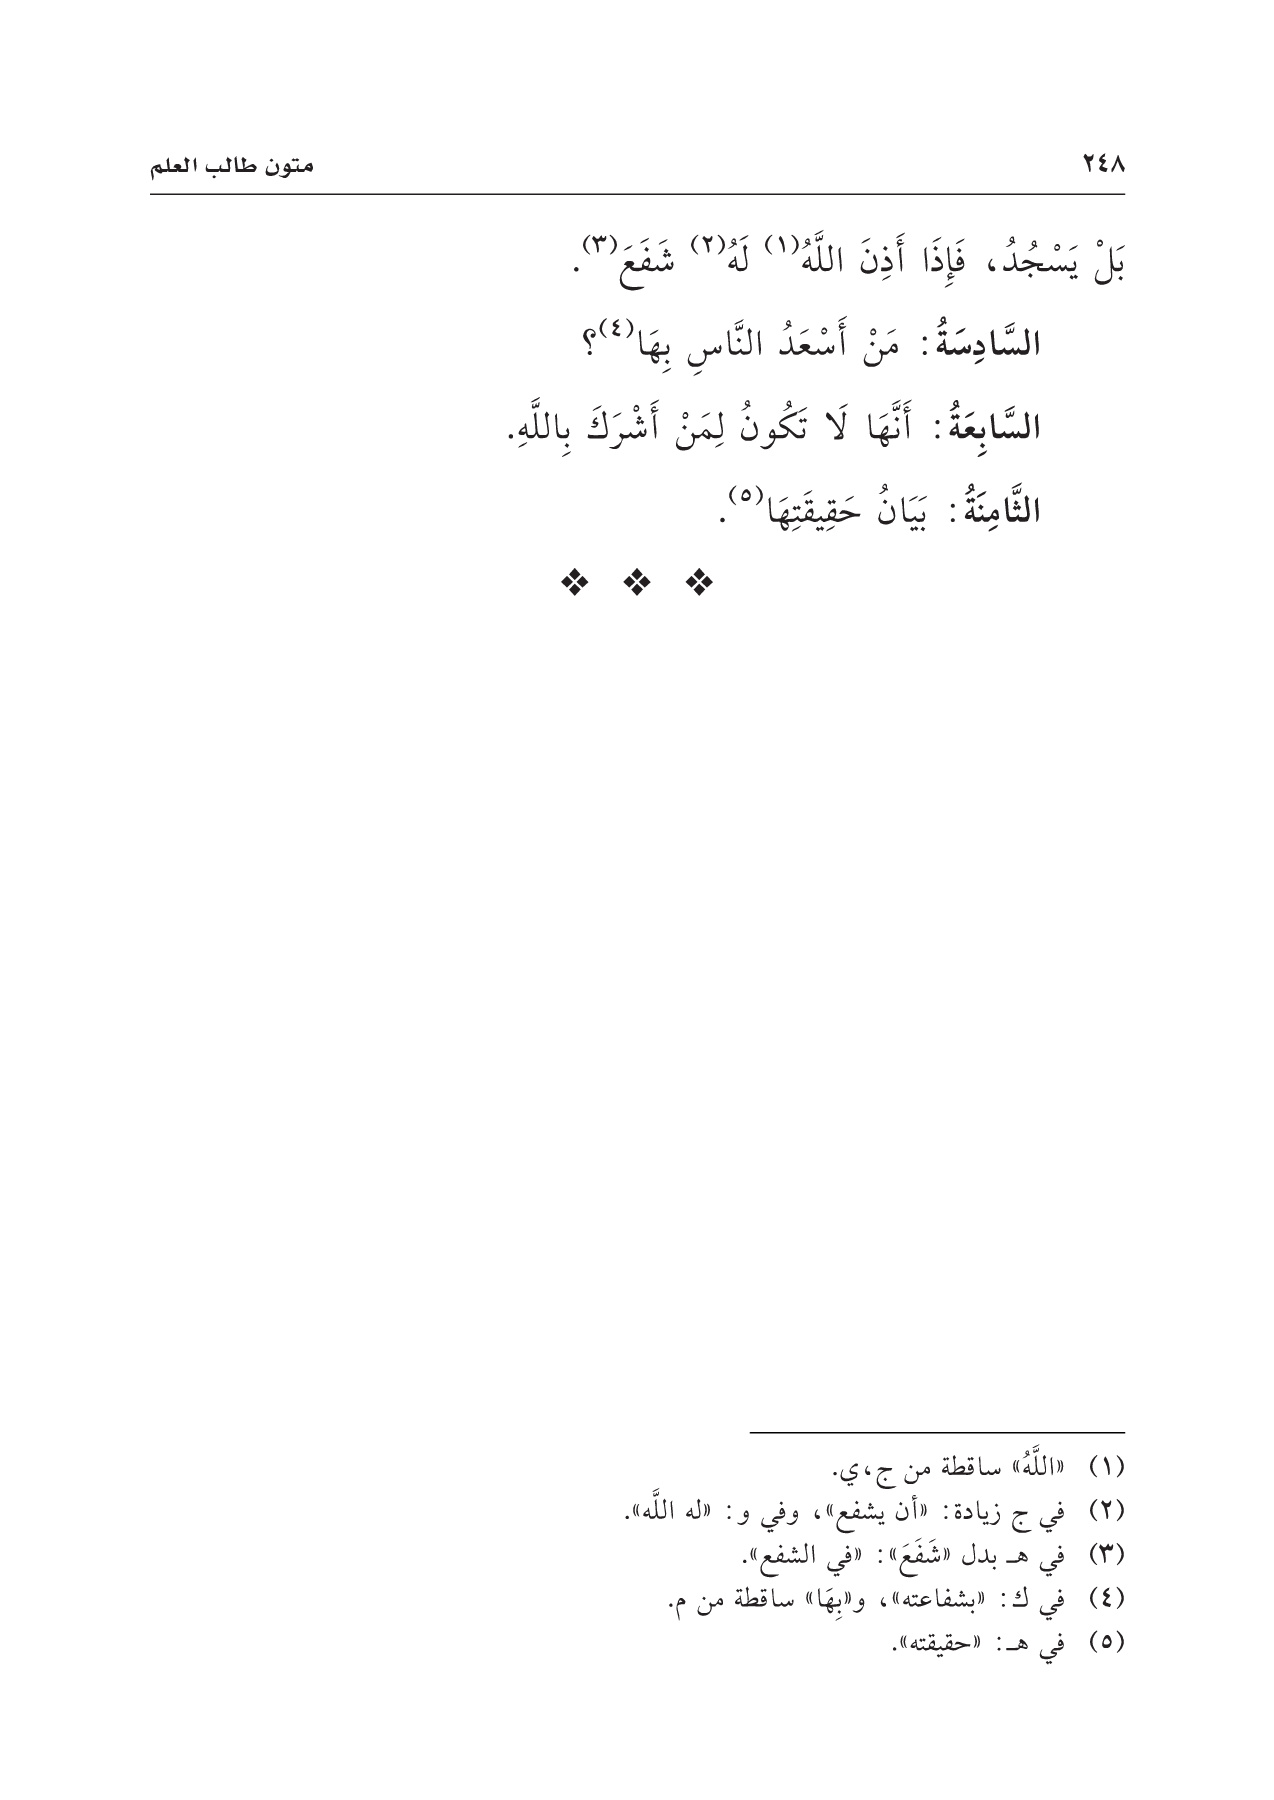 ٢٤٨ متون طالب العلم
بَلْ يَسْجُدُ، فَإِذَا أَذِنَ اللَّهُ(١) لَهُ(٢) شَفَعَ(٣).
السَّادِسَةُ: مَنْ أَسْعَدُ النَّاسِ بِهَا(٤)؟
السَّابِعَةُ: أَنَّهَا لَا تَكُونُ لِمَنْ أَشْرَكَ بِاللَّهِ.
الثَّامِنَةُ: بَيَانُ حَقِيقَتِهَا(٥).
(١) «اللَّهُ» ساقطة من ج،ي.
(٢) في ج زيادة: «أن يشفع»، وفي و: «له اللَّه».
(٣) في هـ بدل «شَفَعَ»: «في الشفع».
(٤) في ك: «بشفاعته»، و«بِهَا» ساقطة من م.
(٥) في هـ: «حقيقته».